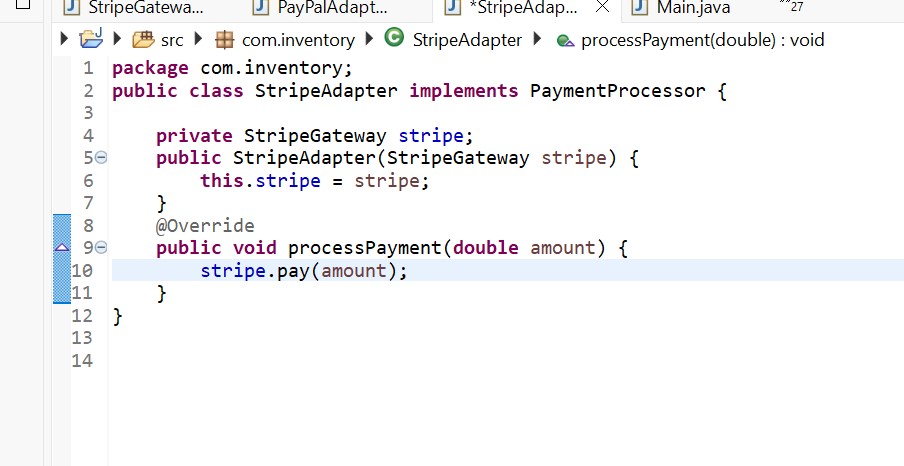 StripeGatewa... PayPalAdapt... *StripeAdap... Main.java "27
src com.inventory StripeAdapter processPayment(double) : void
1 package com.inventory;
2 public class StripeAdapter implements PaymentProcessor {
3
4 private StripeGateway stripe;
5 public StripeAdapter(StripeGateway stripe) {
6 this.stripe = stripe;
7 }
8 @Override
9 public void processPayment(double amount) {
10 stripe.pay(amount);
11 }
12 }
13
14